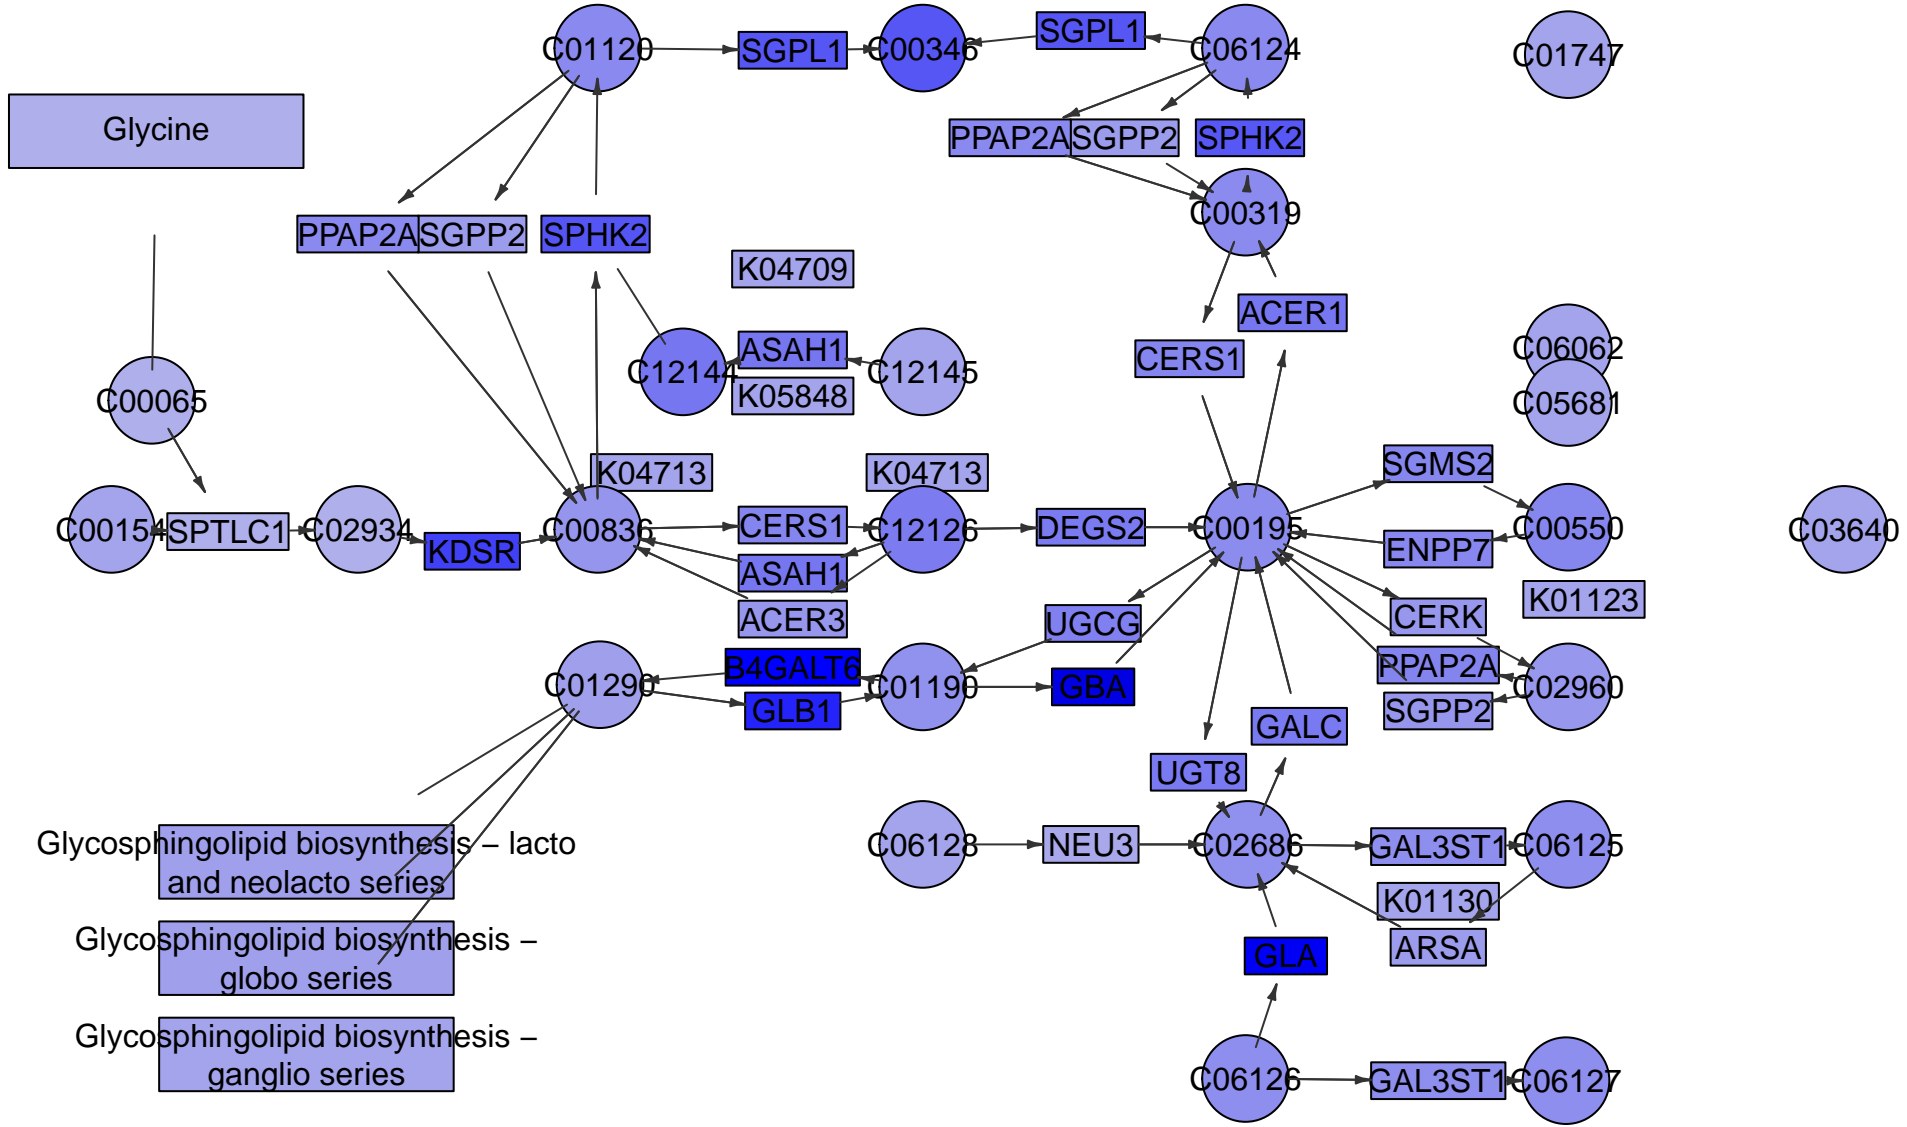 C01120
SGPL1
C00346
SGPL1
C06124
C01747
Glycine
PPAP2A
SGPP2
SPHK2
PPAP2A
SGPP2
SPHK2
C00319
K04709
ACER1
C12144
ASAH1
C12145
CERS1
C06062
K05848
C00065
C05681
K04713
K04713
SGMS2
C00154
SPTLC1
C02934
KDSR
C00836
CERS1
C12126
DEGS2
C00195
C00550
C03640
ENPP7
ASAH1
K01123
ACER3
UGCG
CERK
B4GALT6
PPAP2A
C01290
C01190
GBA
C02960
GLB1
SGPP2
GALC
UGT8
Glycosphingolipid biosynthesis – lacto
and neolacto series
C06128
NEU3
C02686
GAL3ST1
C06125
K01130
Glycosphingolipid biosynthesis –
globo series
GLA
ARSA
Glycosphingolipid biosynthesis –
ganglio series
C06126
GAL3ST1
C06127